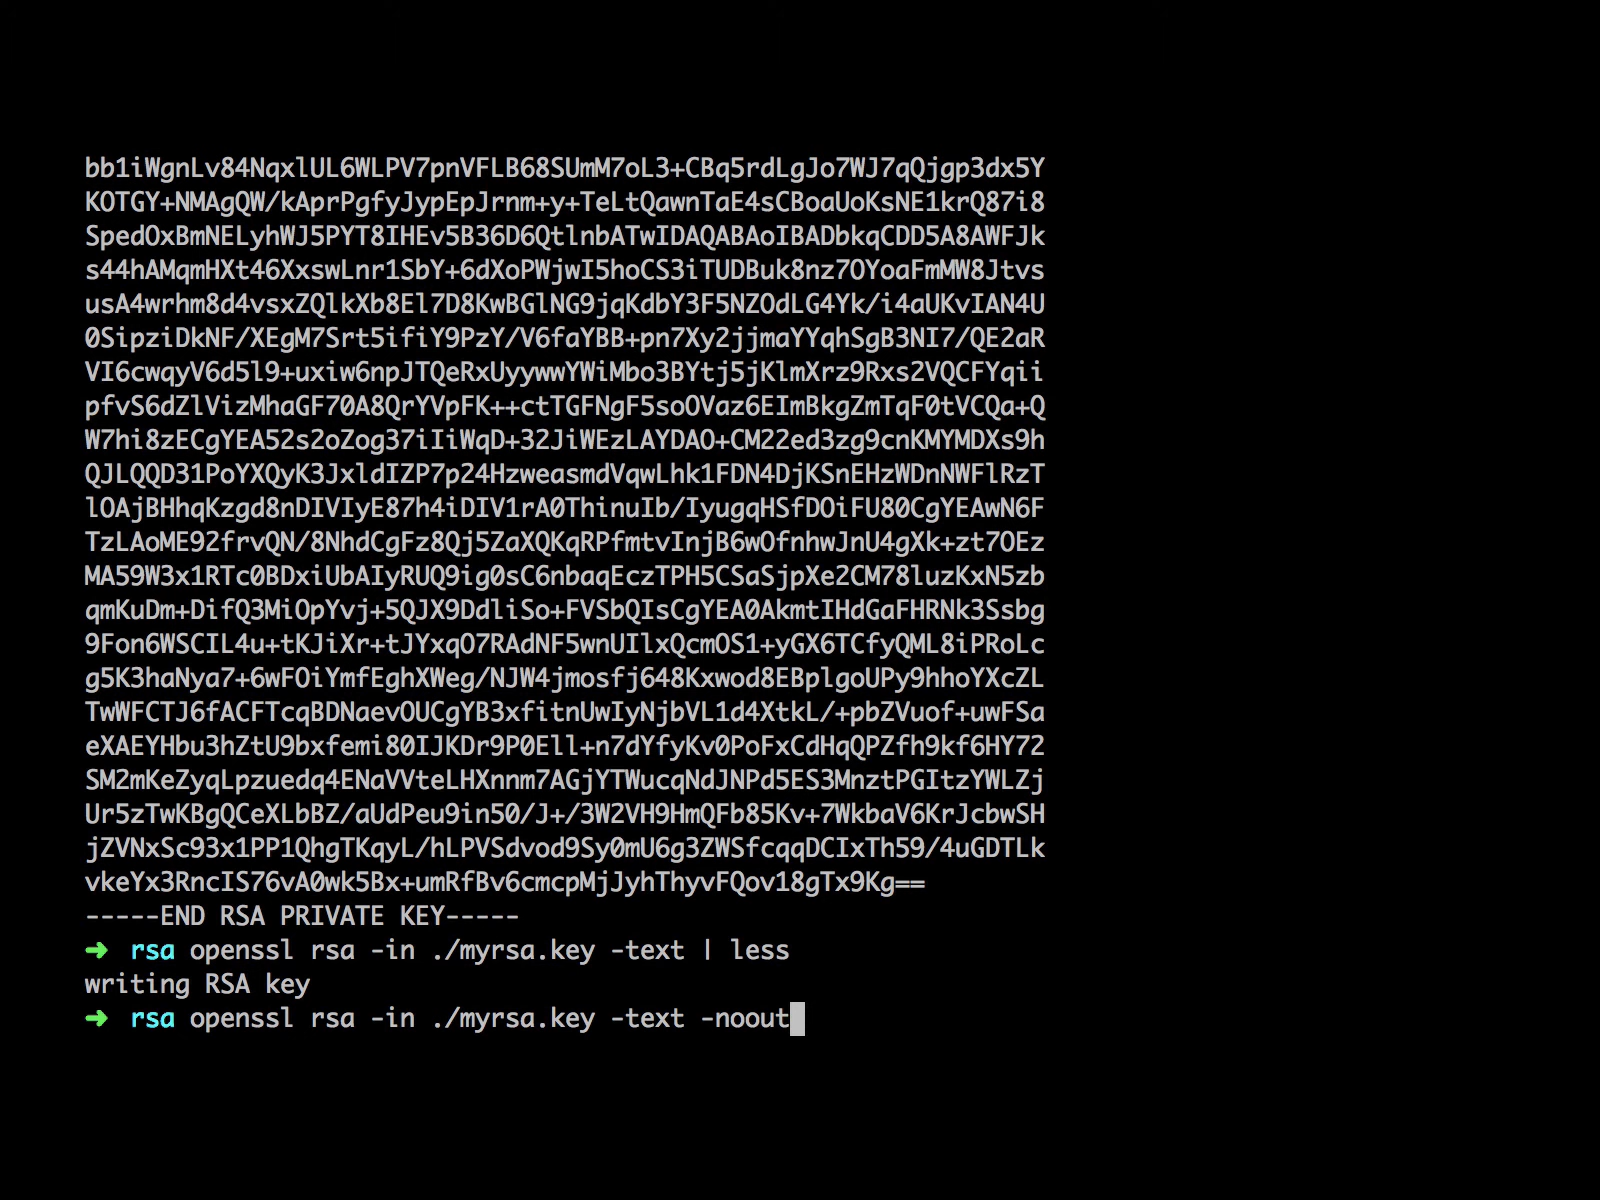 bb1iWgnLv84NqxlUL6WLPV7pnVFLB68SUmM7oL3+CBq5rdLgJo7WJ7qQjgp3dx5Y
KOTGY+NMAgQW/kAprPgfyJypEpJrnm+y+TeLtQawnTaE4sCBoaUoKsNE1krQ87i8
SpedOxBmNELyhWJ5PYT8IHEv5B36D6QtlnbATwIDAQABAoIBADbkqCDD5A8AWFJk
s44hAMqmHXt46XxswLnr1SbY+6dXoPWjwI5hoCS3iTUDBuk8nz7OYoaFmMW8Jtvs
usA4wrhm8d4vsxZQlkXb8El7D8KwBGlNG9jqKdbY3F5NZOdLG4Yk/i4aUKvIAN4U
0SipziDkNF/XEgM7Srt5ifiY9PzY/V6faYBB+pn7Xy2jjmaYYqhSgB3NI7/QE2aR
VI6cwqyV6d5l9+uxiw6npJTQeRxUyywwYWiMbo3BYtj5jKlmXrz9Rxs2VQCFYqii
pfvS6dZlVizMhaGF70A8QrYVpFK++ctTGFNgF5soOVaz6EImBkgZmTqF0tVCQa+Q
W7hi8zECgYEA52s2oZog37iIiWqD+32JiWEzLAYDAO+CM22ed3zg9cnKMYMDXs9h
QJLQQD31PoYXQyK3JxldIZP7p24HzweasmdVqwLhk1FDN4DjKSnEHzWDnNWFlRzT
lOAjBHhqKzgd8nDIVIyE87h4iDIV1rA0ThinuIb/IyugqHSfDOiFU80CgYEAwN6F
TzLAoME92frvQN/8NhdCgFz8Qj5ZaXQKqRPfmtvInjB6wOfnhwJnU4gXk+zt7OEz
MA59W3x1RTc0BDxiUbAIyRUQ9ig0sC6nbaqEczTPH5CSaSjpXe2CM78luzKxN5zb
qmKuDm+DifQ3MiOpYvj+5QJX9DdliSo+FVSbQIsCgYEA0AkmtIHdGaFHRNk3Ssbg
9Fon6WSCIL4u+tKJiXr+tJYxqO7RAdNF5wnUIlxQcmOS1+yGX6TCfyQML8iPRoLc
g5K3haNya7+6wFOiYmfEghXWeg/NJW4jmosfj648Kxwod8EBplgoUPy9hhoYXcZL
TwWFCTJ6fACFTcqBDNaevOUCgYB3xfitnUwIyNjbVL1d4XtkL/+pbZVuof+uwFSa
eXAEYHbu3hZtU9bxfemi80IJKDr9P0Ell+n7dYfyKv0PoFxCdHqQPZfh9kf6HY72
SM2mKeZyqLpzuedq4ENaVVteLHXnnm7AGjYTWucqNdJNPd5ES3MnztPGItzYWLZj
Ur5zTwKBgQCeXLbBZ/aUdPeu9in50/J+/3W2VH9HmQFb85Kv+7WkbaV6KrJcbwSH
jZVNxSc93x1PP1QhgTKqyL/hLPVSdvod9Sy0mU6g3ZWSfcqqDCIxTh59/4uGDTLk
vkeYx3RncIS76vA0wk5Bx+umRfBv6cmcpMjJyhThyvFQov18gTx9Kg==
-----END RSA PRIVATE KEY-----
➜ rsa openssl rsa -in ./myrsa.key -text | less
writing RSA key
➜ rsa openssl rsa -in ./myrsa.key -text -noout